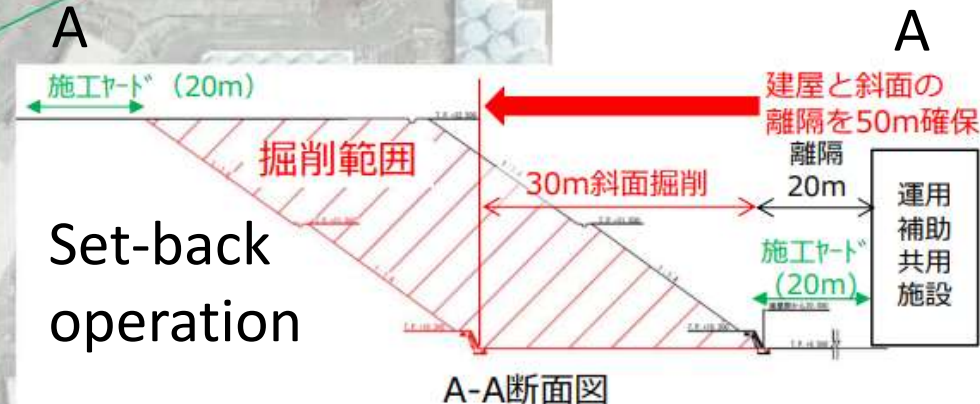 A
A
施工ヤード（20m）
建屋と斜面の
離隔を50m確保
掘削範囲
30m斜面掘削
離隔
20m
運用
補助
共用
施設
施工ヤード
(20m)
Set-back
operation
A-A断面図